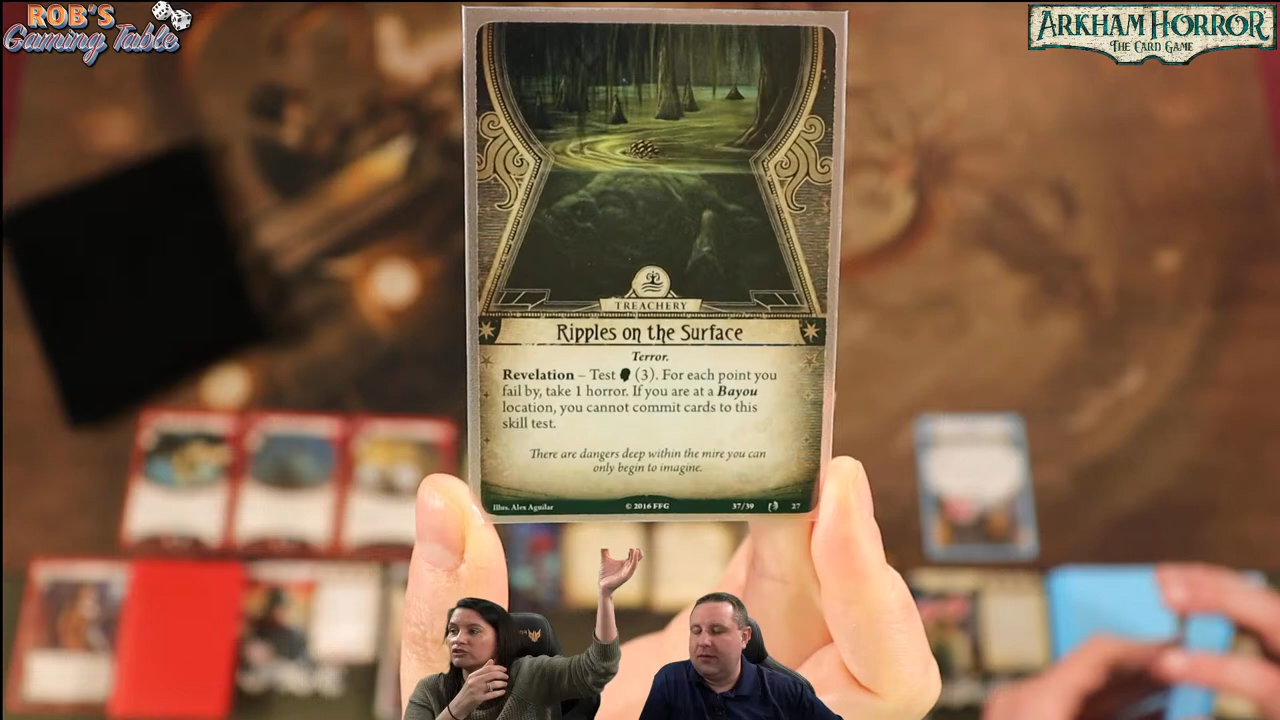 ROB'S
Gaming Table
ARKHAM HORROR
THE CARD GAME
TREACHERY
Ripples on the Surface
Terror.
Revelation – Test (3). For each point you
fail by, take 1 horror. If you are at a Bayou
location, you cannot commit cards to this
skill test.
There are dangers deep within the mire you can
only begin to imagine.
Illus. Alex Aguilar © 2016 FFG 37/39 27